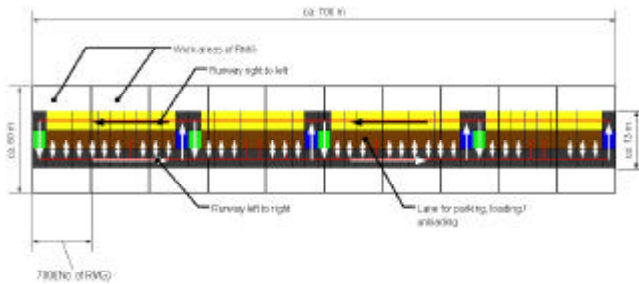 ca. 700 m
Work areas of RMG
Runway right to left
ca. 60 m
ca. 15 m
Runway left to right
Lane for parking, loading /
unloading
700/(No. of RMG)